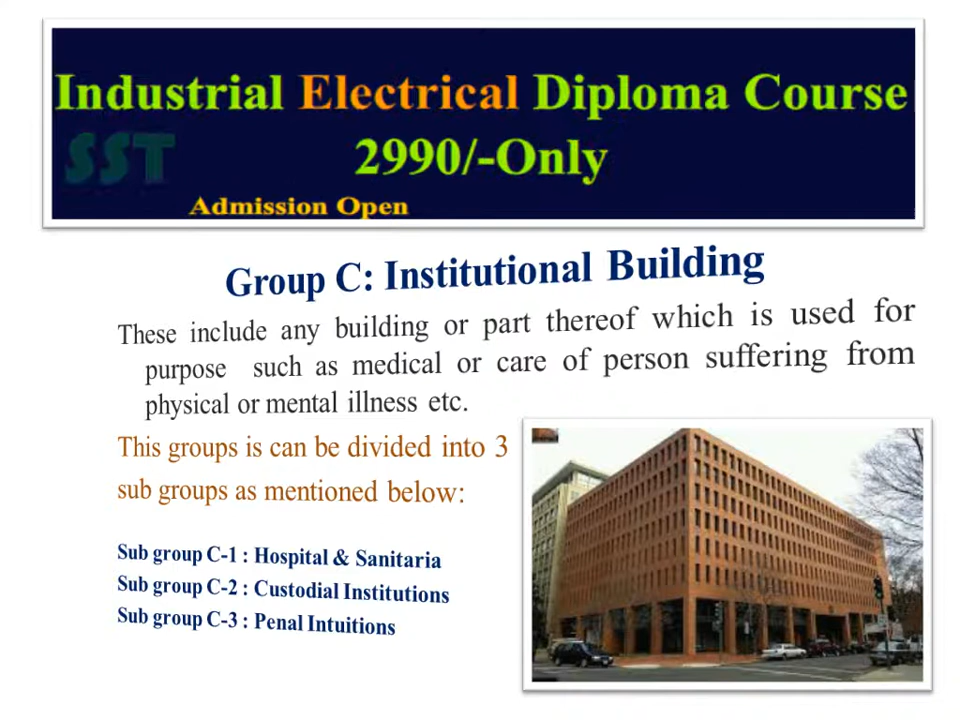 Industrial Electrical Diploma Course
2990/-Only
SST
Admission Open
Group C: Institutional Building
These include any building or part thereof which is used for
purpose such as medical or care of person suffering from
physical or mental illness etc.
This groups is can be divided into 3
sub groups as mentioned below:
Sub group C-1 : Hospital & Sanitaria
Sub group C-2 : Custodial Institutions
Sub group C-3 : Penal Intuitions